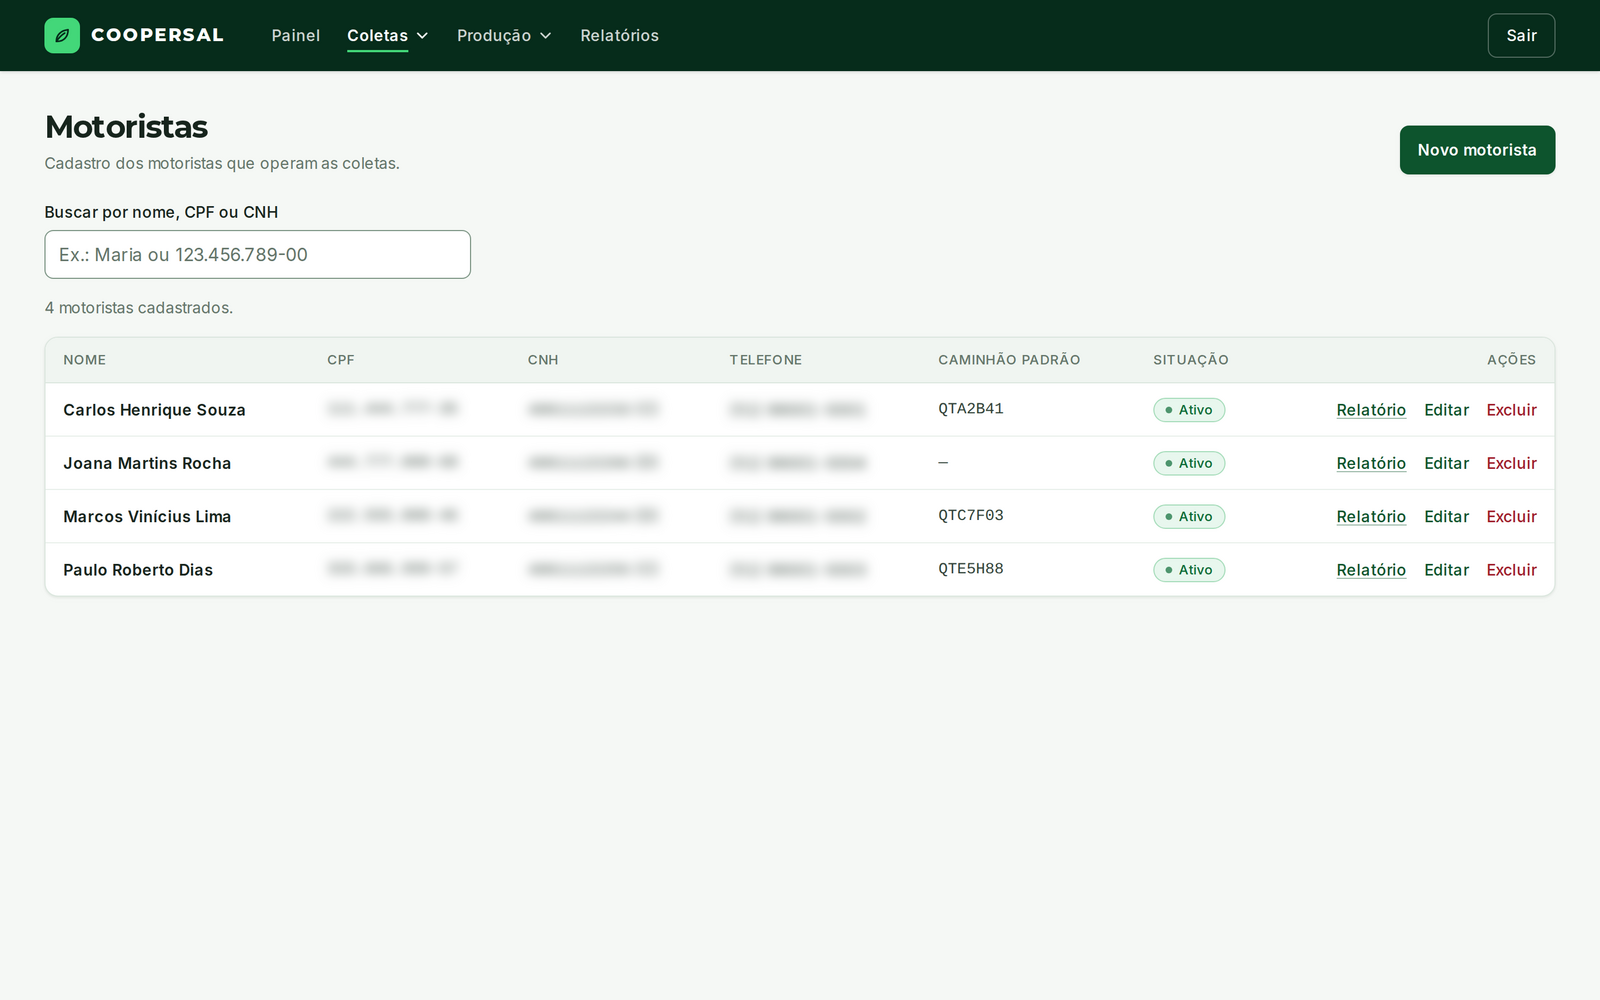 COOPERSAL Painel Coletas Produção Relatórios Sair
Motoristas
Cadastro dos motoristas que operam as coletas.
Novo motorista
Buscar por nome, CPF ou CNH
Ex.: Maria ou 123.456.789-00
4 motoristas cadastrados.
NOME CPF CNH TELEFONE CAMINHÃO PADRÃO SITUAÇÃO AÇÕES
Carlos Henrique Souza QTA2B41 Ativo Relatório Editar Excluir
Joana Martins Rocha — Ativo Relatório Editar Excluir
Marcos Vinícius Lima QTC7F03 Ativo Relatório Editar Excluir
Paulo Roberto Dias QTE5H88 Ativo Relatório Editar Excluir